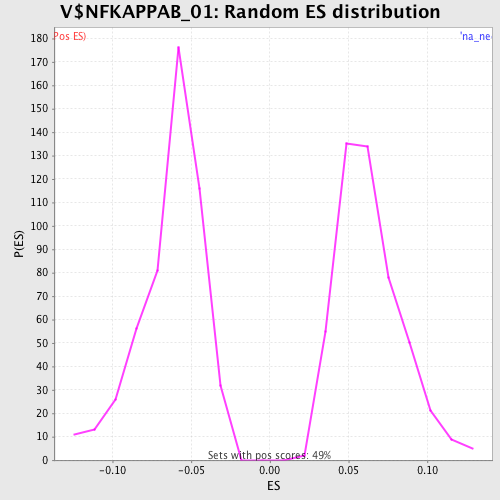 V$NFKAPPAB_01: Random ES distribution
Pos ES)
'na_ne
180
170
160
150
140
130
120
110
100
90
80
70
60
50
40
30
20
10
0
P(ES)
Sets with pos scores: 49%
-0.10 -0.05 0.00 0.05 0.10
ES